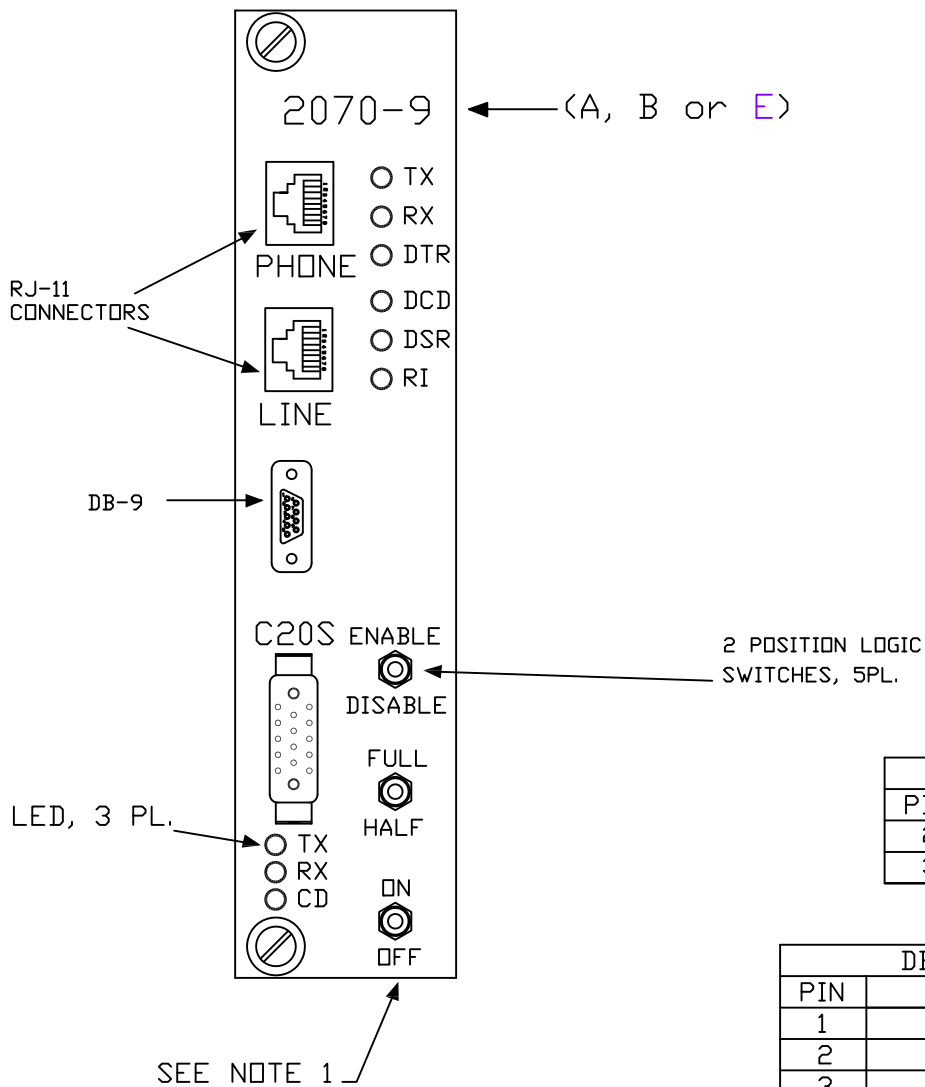 2070-9
(A, B or E)
TX
RX
DTR
DCD
DSR
RI
PHONE
RJ-11
CONNECTORS
LINE
DB-9
C20S
ENABLE
DISABLE
2 POSITION LOGIC
SWITCHES, 5PL.
FULL
HALF
LED, 3 PL.
TX
RX
CD
ON
OFF
SEE NOTE 1
PIN
1
2